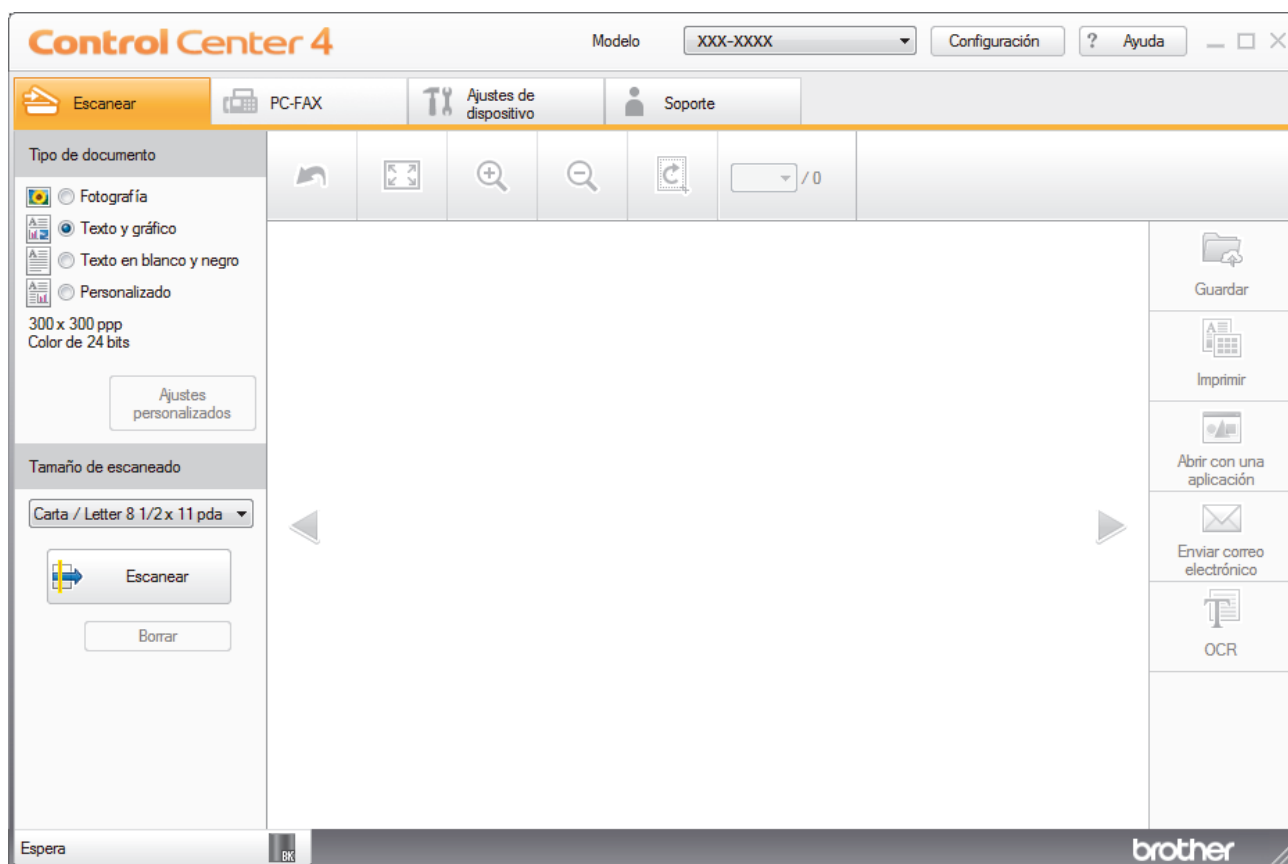 Control Center 4
Modelo
XXX-XXXX
Configuración
? Ayuda
Escanear
PC-FAX
Ajustes de
dispositivo
Soporte
Tipo de documento
/ 0
Fotografía
Texto y gráfico
Texto en blanco y negro
Personalizado
300 x 300 ppp
Color de 24 bits
Ajustes
personalizados
Tamaño de escaneado
Carta / Letter 8 1/2 x 11 pda
Escanear
Borrar
Guardar
Imprimir
Abrir con una
aplicación
Enviar correo
electrónico
OCR
Espera
BK
brother